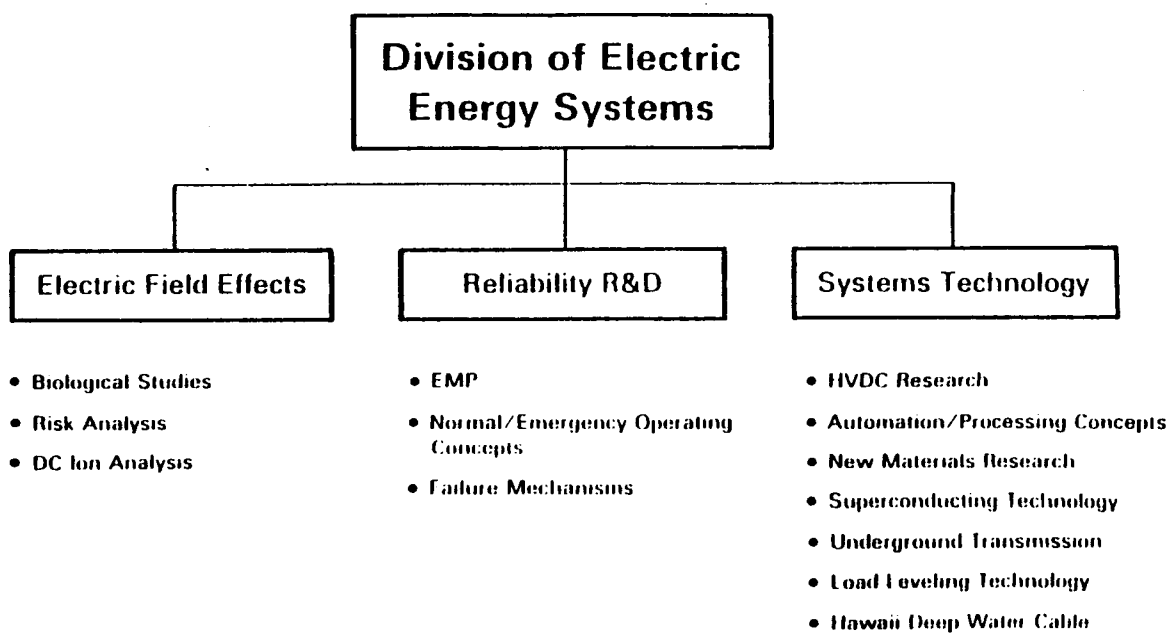 Division of Electric
Energy Systems
Electric Field Effects
• Biological Studies
• Risk Analysis
• DC Ion Analysis
Reliability R&D
• EMP
• Normal/Emergency Operating
Concepts
• Failure Mechanisms
Systems Technology
• HVDC Research
• Automation/Processing Concepts
• New Materials Research
• Superconducting Technology
• Underground Transmission
• Load Leveling Technology
• Hawaii Deep Water Cable